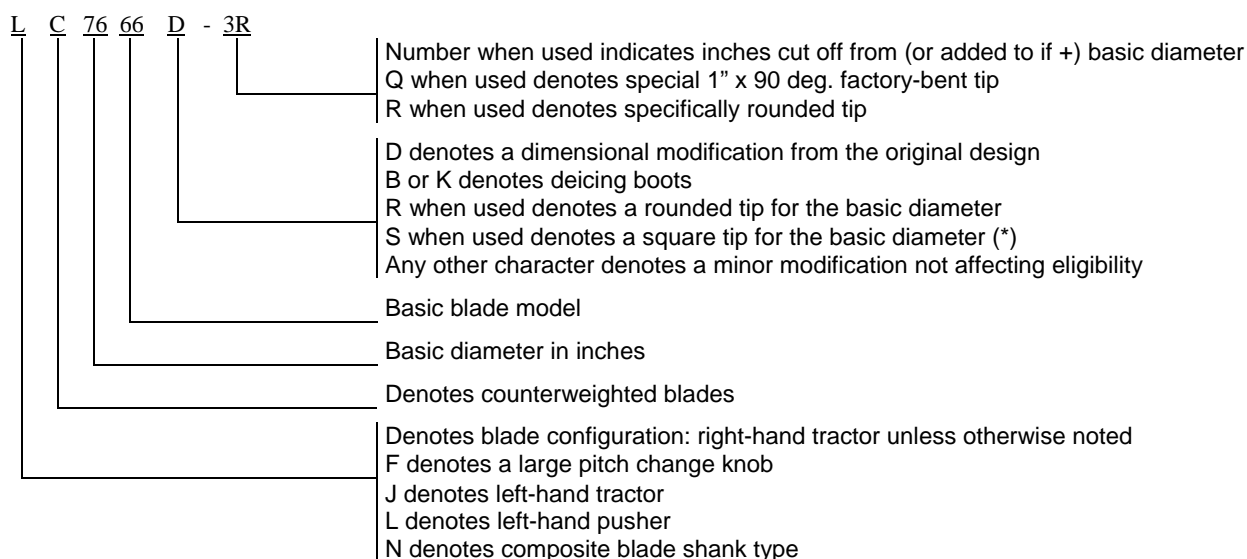 L C 76 66 D - 3R
Number when used indicates inches cut off from (or added to if +) basic diameter
Q when used denotes special 1” x 90 deg. factory-bent tip
R when used denotes specifically rounded tip
D denotes a dimensional modification from the original design
B or K denotes deicing boots
R when used denotes a rounded tip for the basic diameter
S when used denotes a square tip for the basic diameter (*)
Any other character denotes a minor modification not affecting eligibility
Basic blade model
Basic diameter in inches
Denotes counterweighted blades
Denotes blade configuration: right-hand tractor unless otherwise noted
F denotes a large pitch change knob
J denotes left-hand tractor
L denotes left-hand pusher
N denotes composite blade shank type